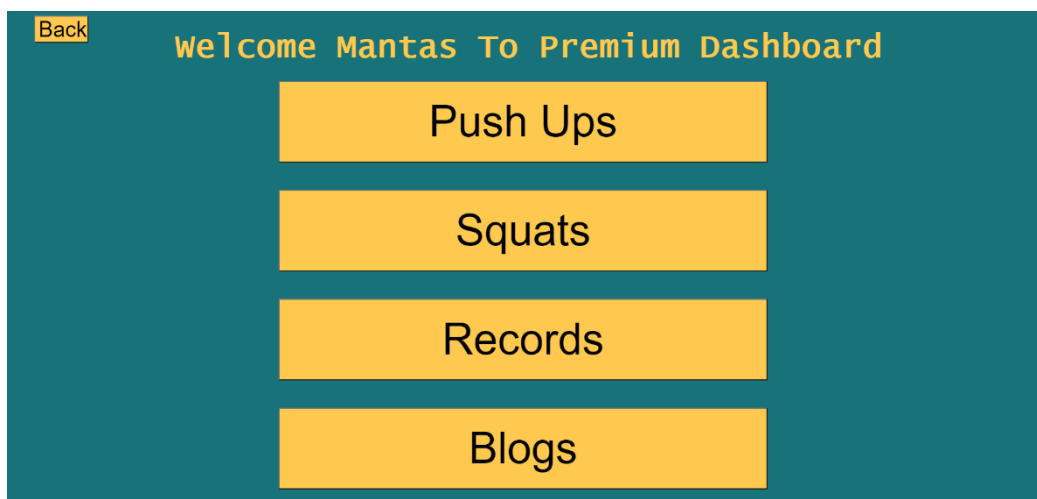 Back
Welcome Mantas To Premium Dashboard
Push Ups
Squats
Records
Blogs